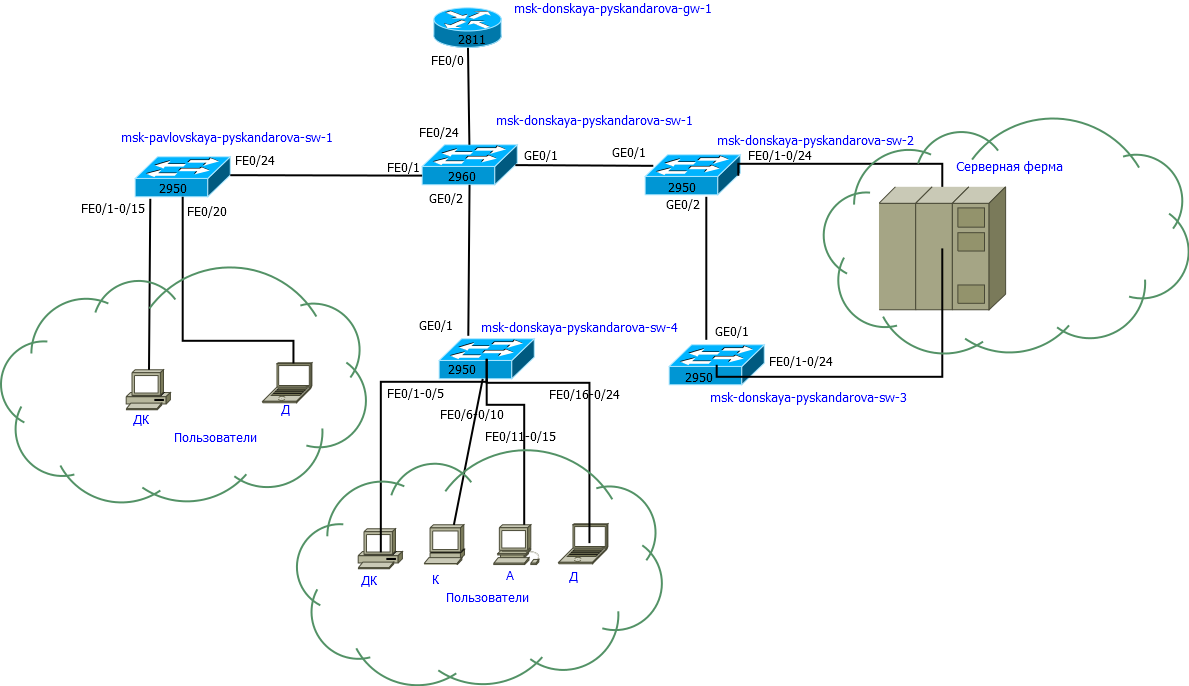 msk-donskaya-pyskandarova-gw-1
2811
FE0/0
msk-donskaya-pyskandarova-sw-1
FE0/24
msk-pavlovskaya-pyskandarova-sw-1
msk-donskaya-pyskandarova-sw-2
GE0/1
GE0/1
FE0/1-0/24
FE0/24
FE0/1
Серверная ферма
2960
2950
2950
GE0/2
GE0/2
FE0/1-0/15
FE0/20
GE0/1
msk-donskaya-pyskandarova-sw-4
GE0/1
2950
FE0/1-0/24
2950
FE0/1-0/5
FE0/16-0/24
msk-donskaya-pyskandarova-sw-3
FE0/6-0/10
ДК
Д
Пользователи
FE0/11-0/15
ДК
К
А
Д
Пользователи